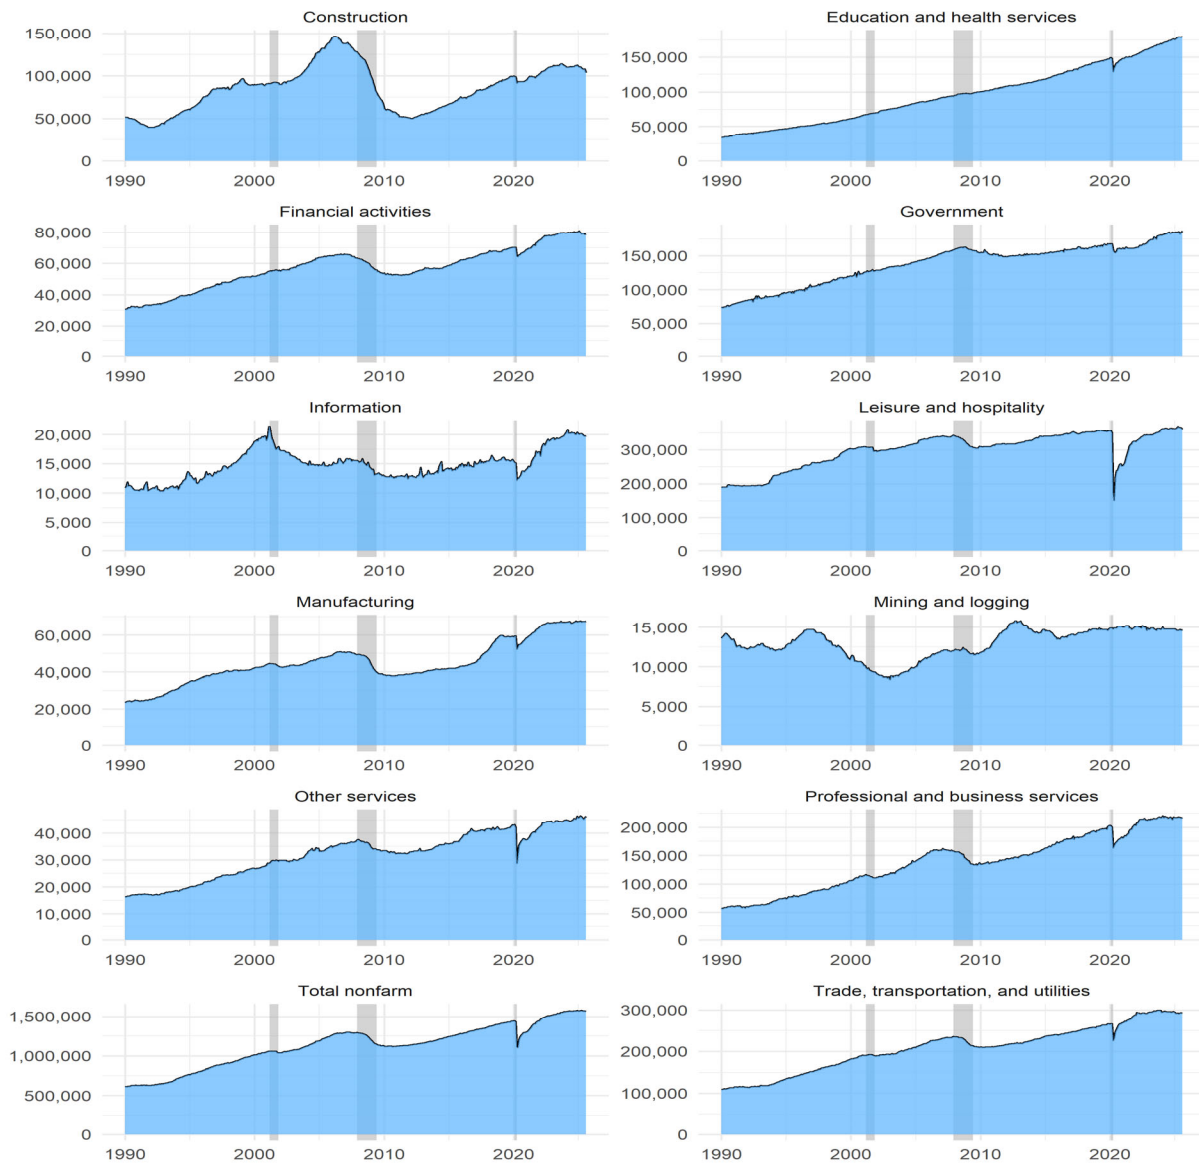 Construction
150,000
100,000
50,000
0
1990 2000 2010 2020
Education and health services
150,000
100,000
50,000
0
1990 2000 2010 2020
Financial activities
80,000
60,000
40,000
20,000
0
1990 2000 2010 2020
Government
150,000
100,000
50,000
0
1990 2000 2010 2020
Information
20,000
15,000
10,000
5,000
0
1990 2000 2010 2020
Leisure and hospitality
300,000
200,000
100,000
0
1990 2000 2010 2020
Manufacturing
60,000
40,000
20,000
0
1990 2000 2010 2020
Mining and logging
15,000
10,000
5,000
0
1990 2000 2010 2020
Other services
40,000
30,000
20,000
10,000
0
1990 2000 2010 2020
Professional and business services
200,000
150,000
100,000
50,000
0
1990 2000 2010 2020
Total nonfarm
1,500,000
1,000,000
500,000
0
1990 2000 2010 2020
Trade, transportation, and utilities
300,000
200,000
100,000
0
1990 2000 2010 2020